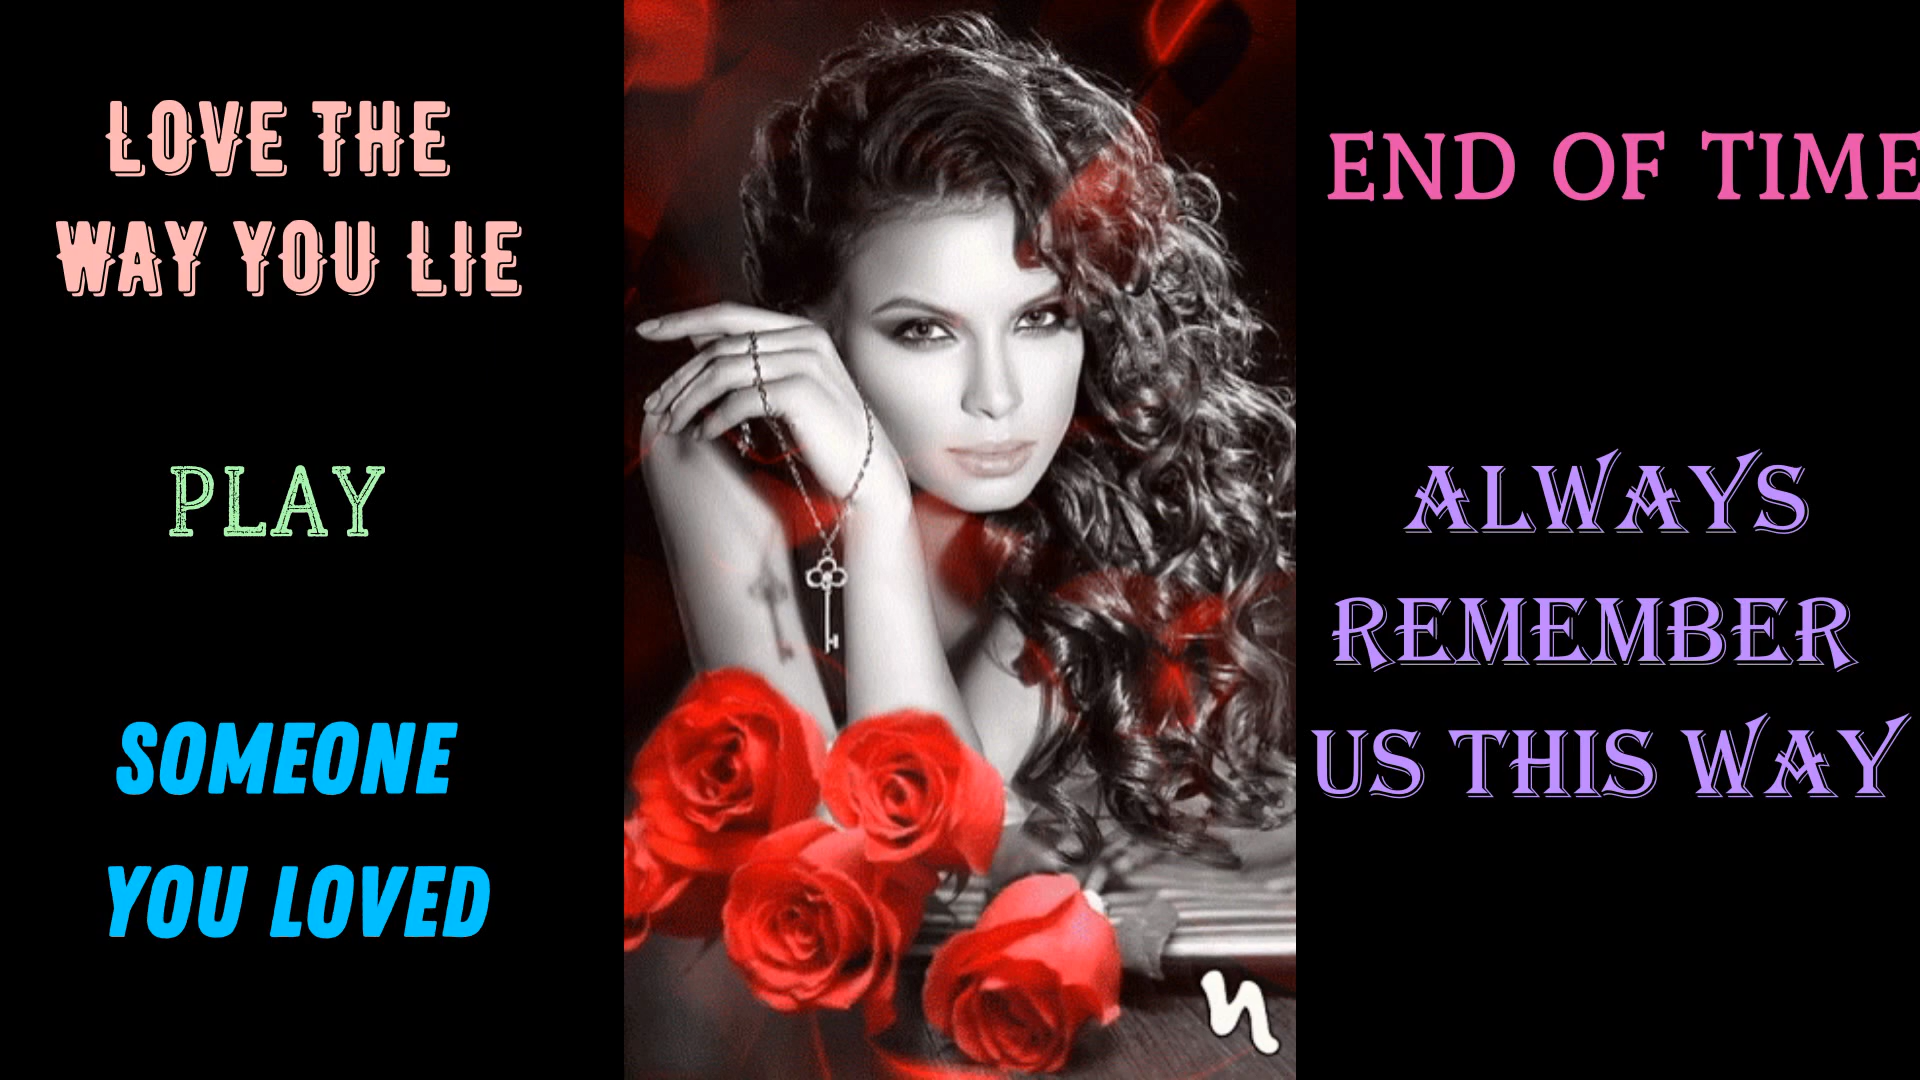 LOVE THE
WAY YOU LIE
PLAY
SOMEONE
YOU LOVED
END OF TIME
ALWAYS
REMEMBER
US THIS WAY
n